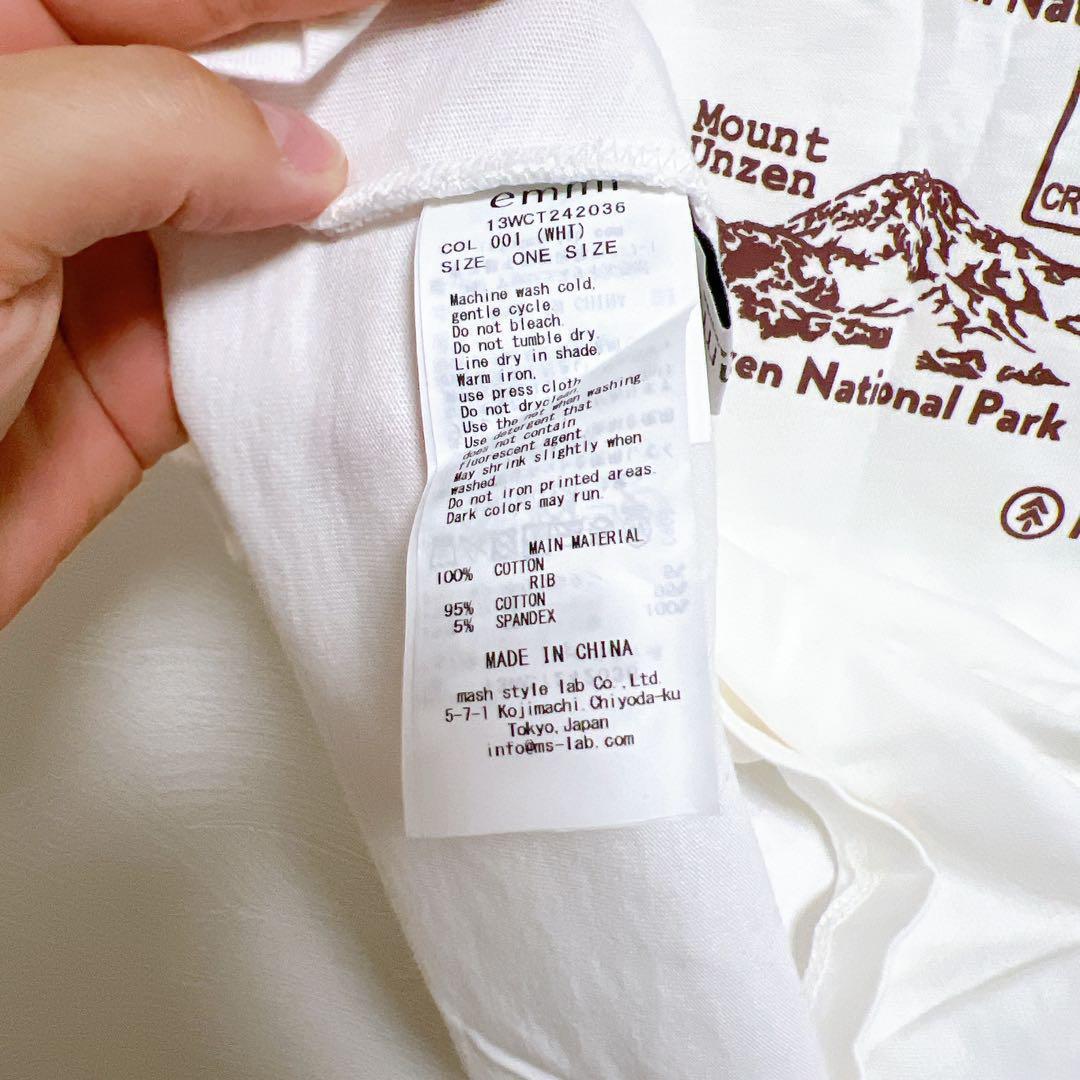 emmi
13WCT242036
COL 001 (WHT)
SIZE ONE SIZE
Machine wash cold,
gentle cycle.
Do not bleach.
Do not tumble dry.
Line dry in shade.
Warm iron,
use press cloth
Do not dryclean.
Use the net when washing.
Use detergent that
does not contain
fluorescent agent.
May shrink slightly when
washed.
Do not iron printed areas.
Dark colors may run.
MAIN MATERIAL
100% COTTON
RIB
95% COTTON
5% SPANDEX
MADE IN CHINA
mash style lab Co.,Ltd.
5-7-1 Kojimachi Chiyoda-ku
Tokyo, Japan
info@ms-lab.com
Mount
Unzen
zen National Park
CR